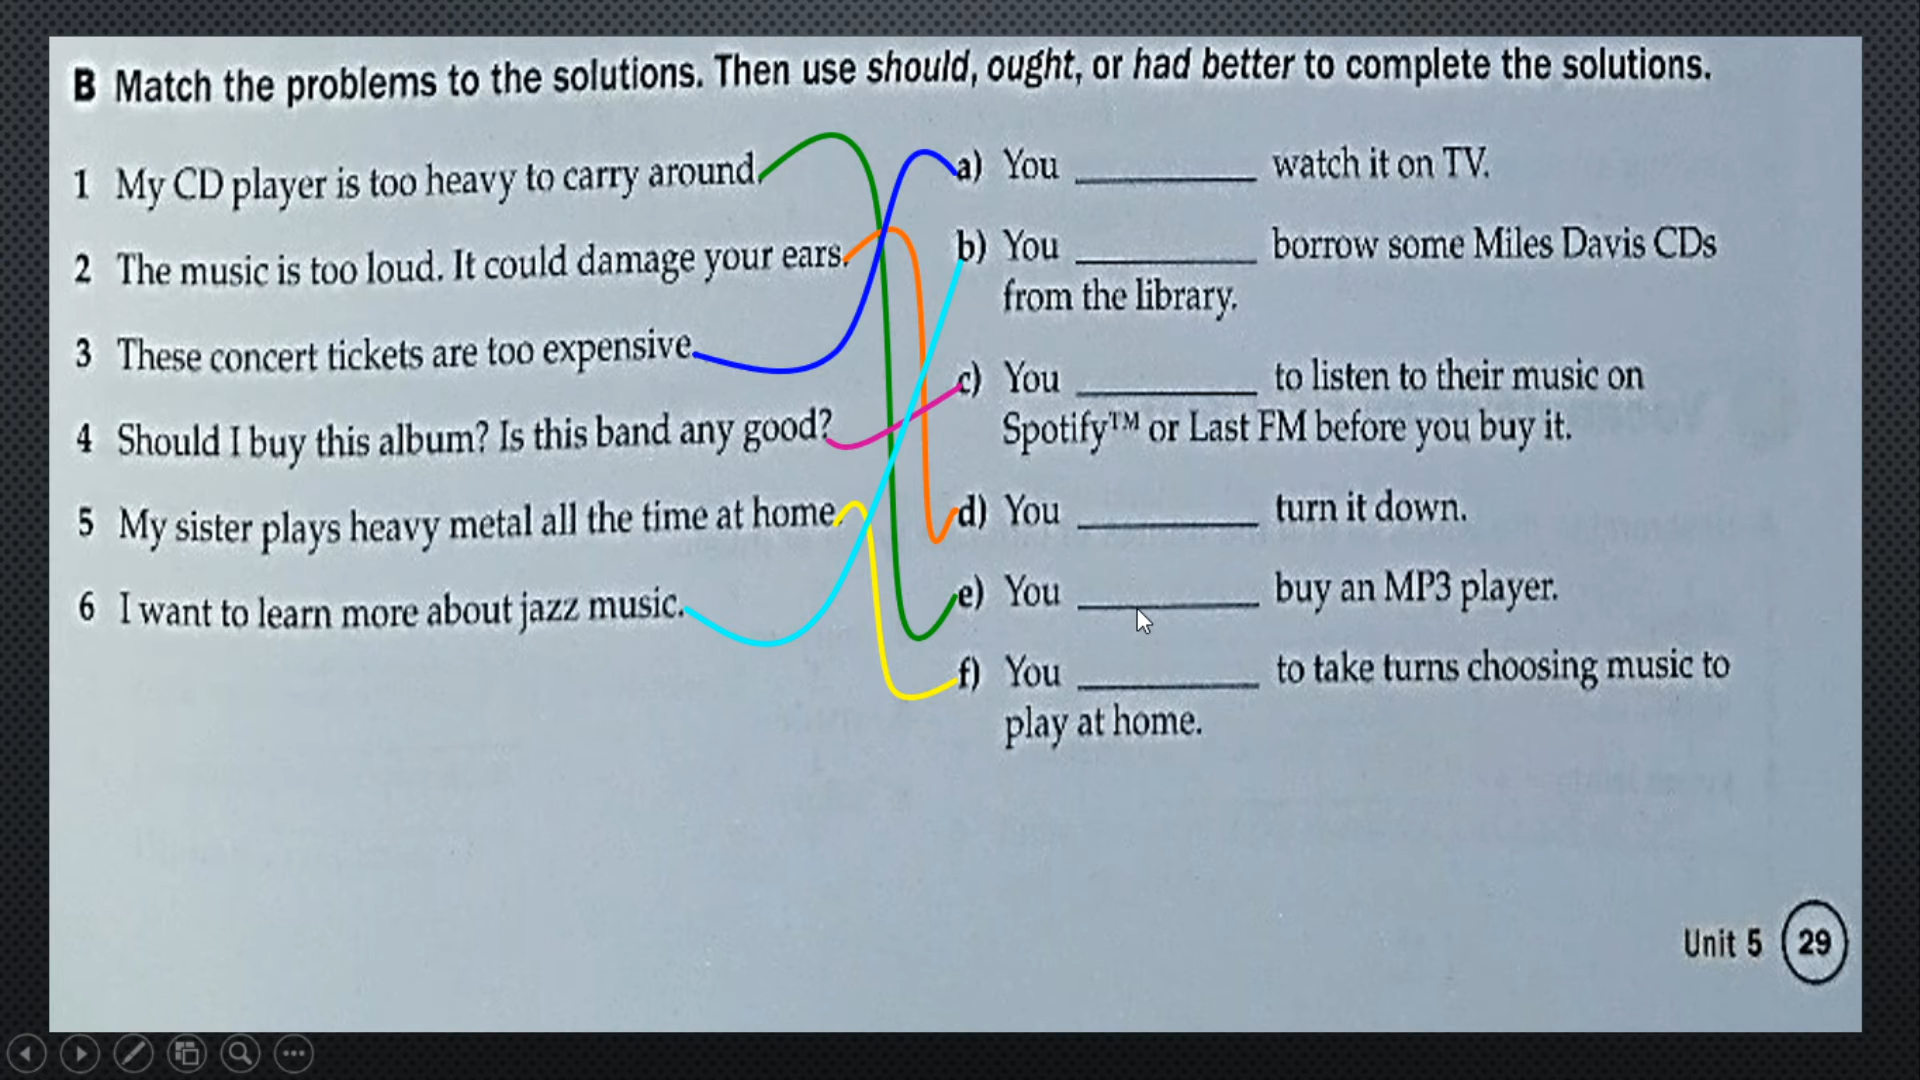 B Match the problems to the solutions. Then use should, ought, or had better to complete the solutions.
1 My CD player is too heavy to carry around.
2 The music is too loud. It could damage your ears.
3 These concert tickets are too expensive.
4 Should I buy this album? Is this band any good?
5 My sister plays heavy metal all the time at home.
6 I want to learn more about jazz music.
a) You __________ watch it on TV.
b) You __________ borrow some Miles Davis CDs
from the library.
c) You __________ to listen to their music on
Spotify™ or Last FM before you buy it.
d) You __________ turn it down.
e) You __________ buy an MP3 player.
f) You __________ to take turns choosing music to
play at home.
Unit 5 29